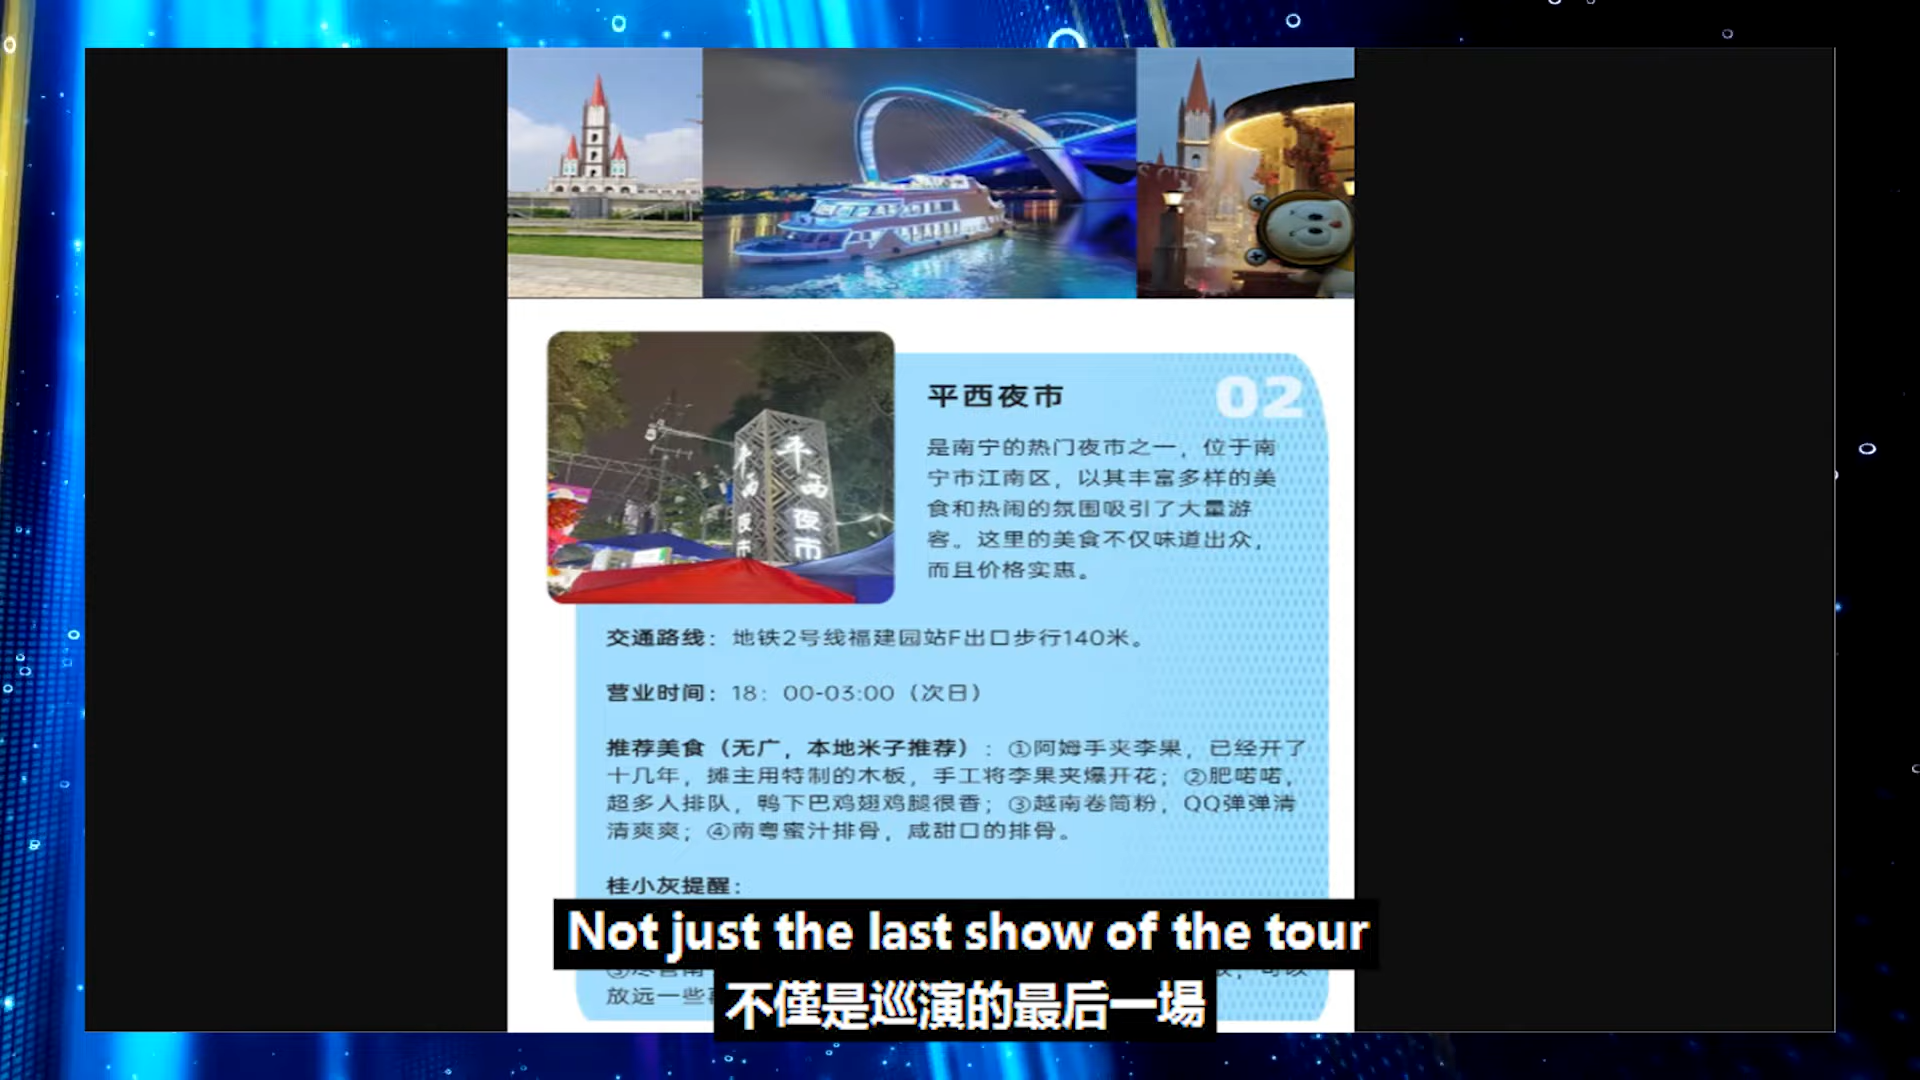 平西夜市
平西夜市
平西夜市
02
是南宁的热门夜市之一，位于南
宁市江南区，以其丰富多样的美
食和热闹的氛围吸引了大量游
客。这里的美食不仅味道出众，
而且价格实惠。
交通路线：地铁2号线福建园站F出口步行140米。
营业时间：18：00-03:00（次日）
推荐美食（无广，本地米子推荐）：①阿姆手夹李果，已经开了
十几年，摊主用特制的木板，手工将李果夹爆开花；②肥喏喏，
超多人排队，鸭下巴鸡翅鸡腿很香；③越南卷筒粉，QQ弹弹清
清爽爽；④南粤蜜汁排骨，咸甜口的排骨。
桂小灰提醒：
Not just the last show of the tour
放远一些
不僅是巡演的最后一場